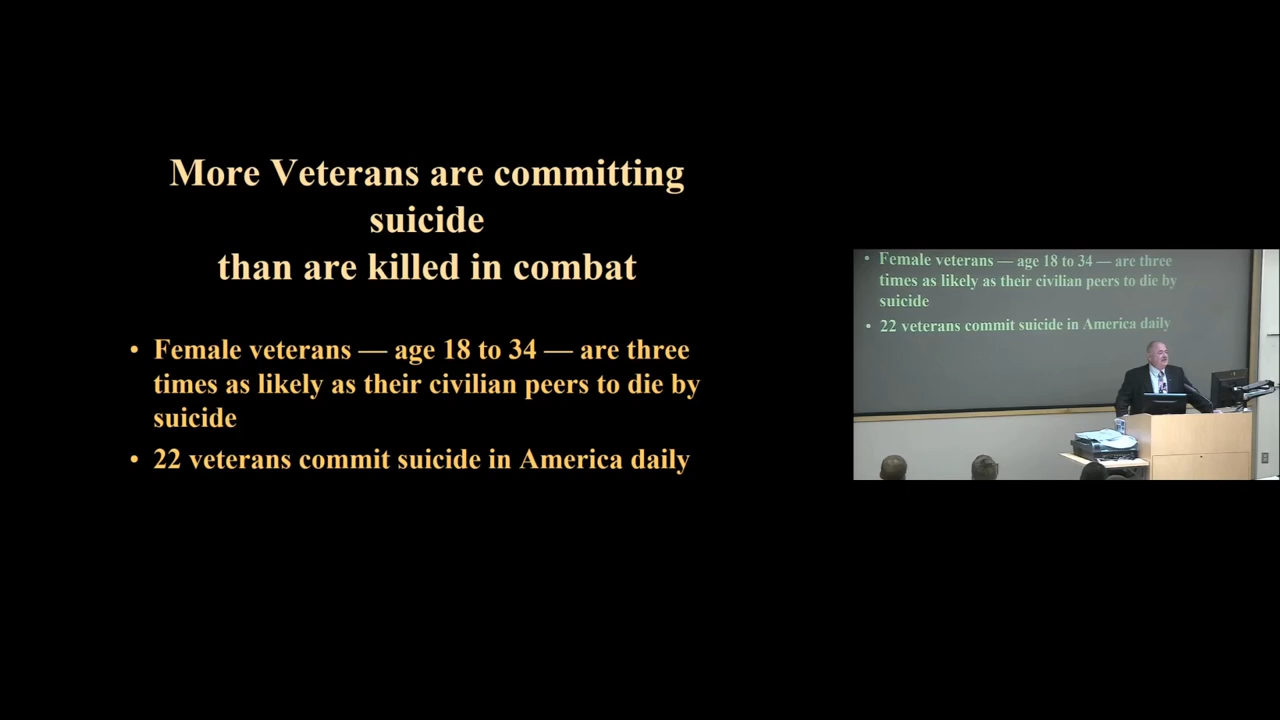 More Veterans are committing
suicide
than are killed in combat
• Female veterans — age 18 to 34 — are three
times as likely as their civilian peers to die by
suicide
• 22 veterans commit suicide in America daily
• Female veterans — age 18 to 34 — are three
times as likely as their civilian peers to die by
suicide
• 22 veterans commit suicide in America daily